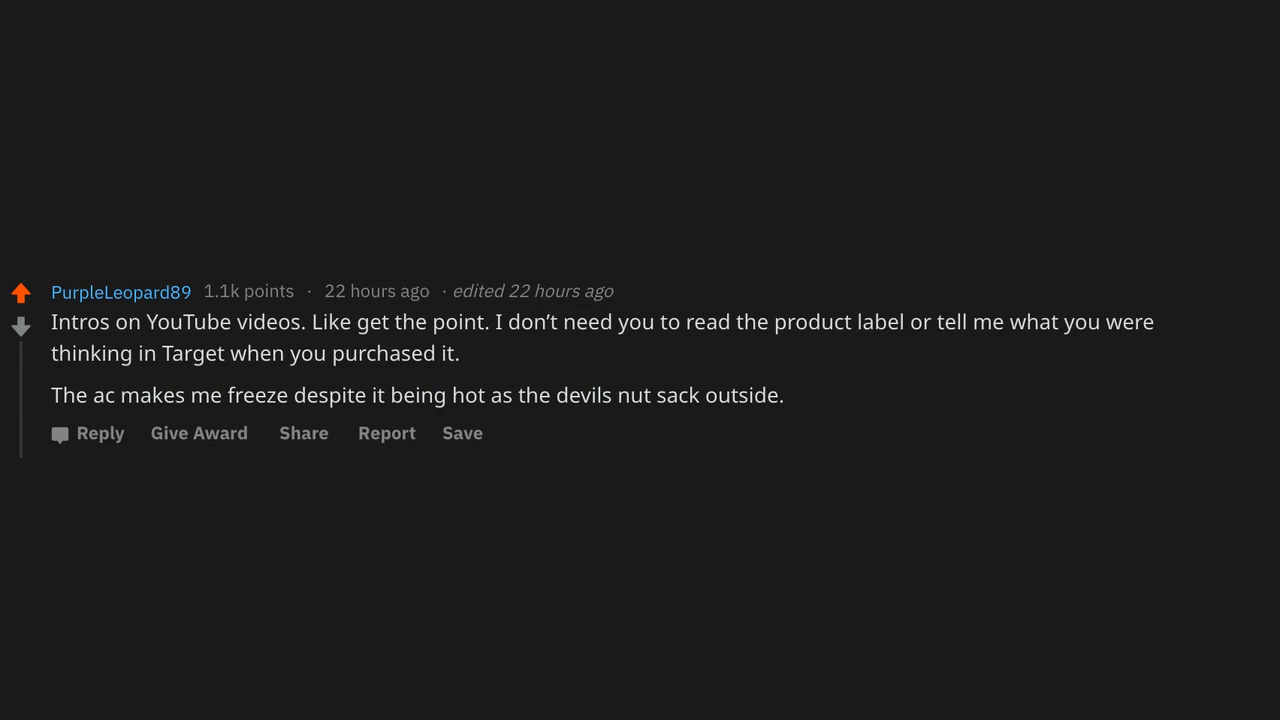 PurpleLeopard89 1.1k points · 22 hours ago · edited 22 hours ago
Intros on YouTube videos. Like get the point. I don’t need you to read the product label or tell me what you were
thinking in Target when you purchased it.
The ac makes me freeze despite it being hot as the devils nut sack outside.
Reply Give Award Share Report Save